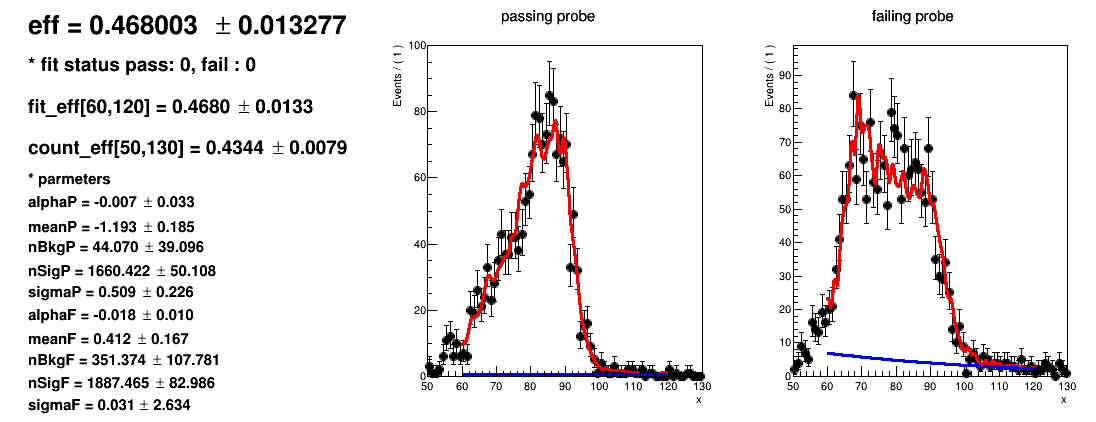 eff = 0.468003 ± 0.013277
* fit status pass: 0, fail : 0
fit_eff[60,120] = 0.4680 ± 0.0133
count_eff[50,130] = 0.4344 ± 0.0079
* parmeters
alphaP = -0.007 ± 0.033
meanP = -1.193 ± 0.185
nBkgP = 44.070 ± 39.096
nSigP = 1660.422 ± 50.108
sigmaP = 0.509 ± 0.226
alphaF = -0.018 ± 0.010
meanF = 0.412 ± 0.167
nBkgF = 351.374 ± 107.781
nSigF = 1887.465 ± 82.986
sigmaF = 0.031 ± 2.634
passing probe
Events / ( 1 )
100
80
60
40
20
0
50 60 70 80 90 100 110 120 130
x
failing probe
Events / ( 1 )
90
80
70
60
50
40
30
20
10
0
50 60 70 80 90 100 110 120 130
x